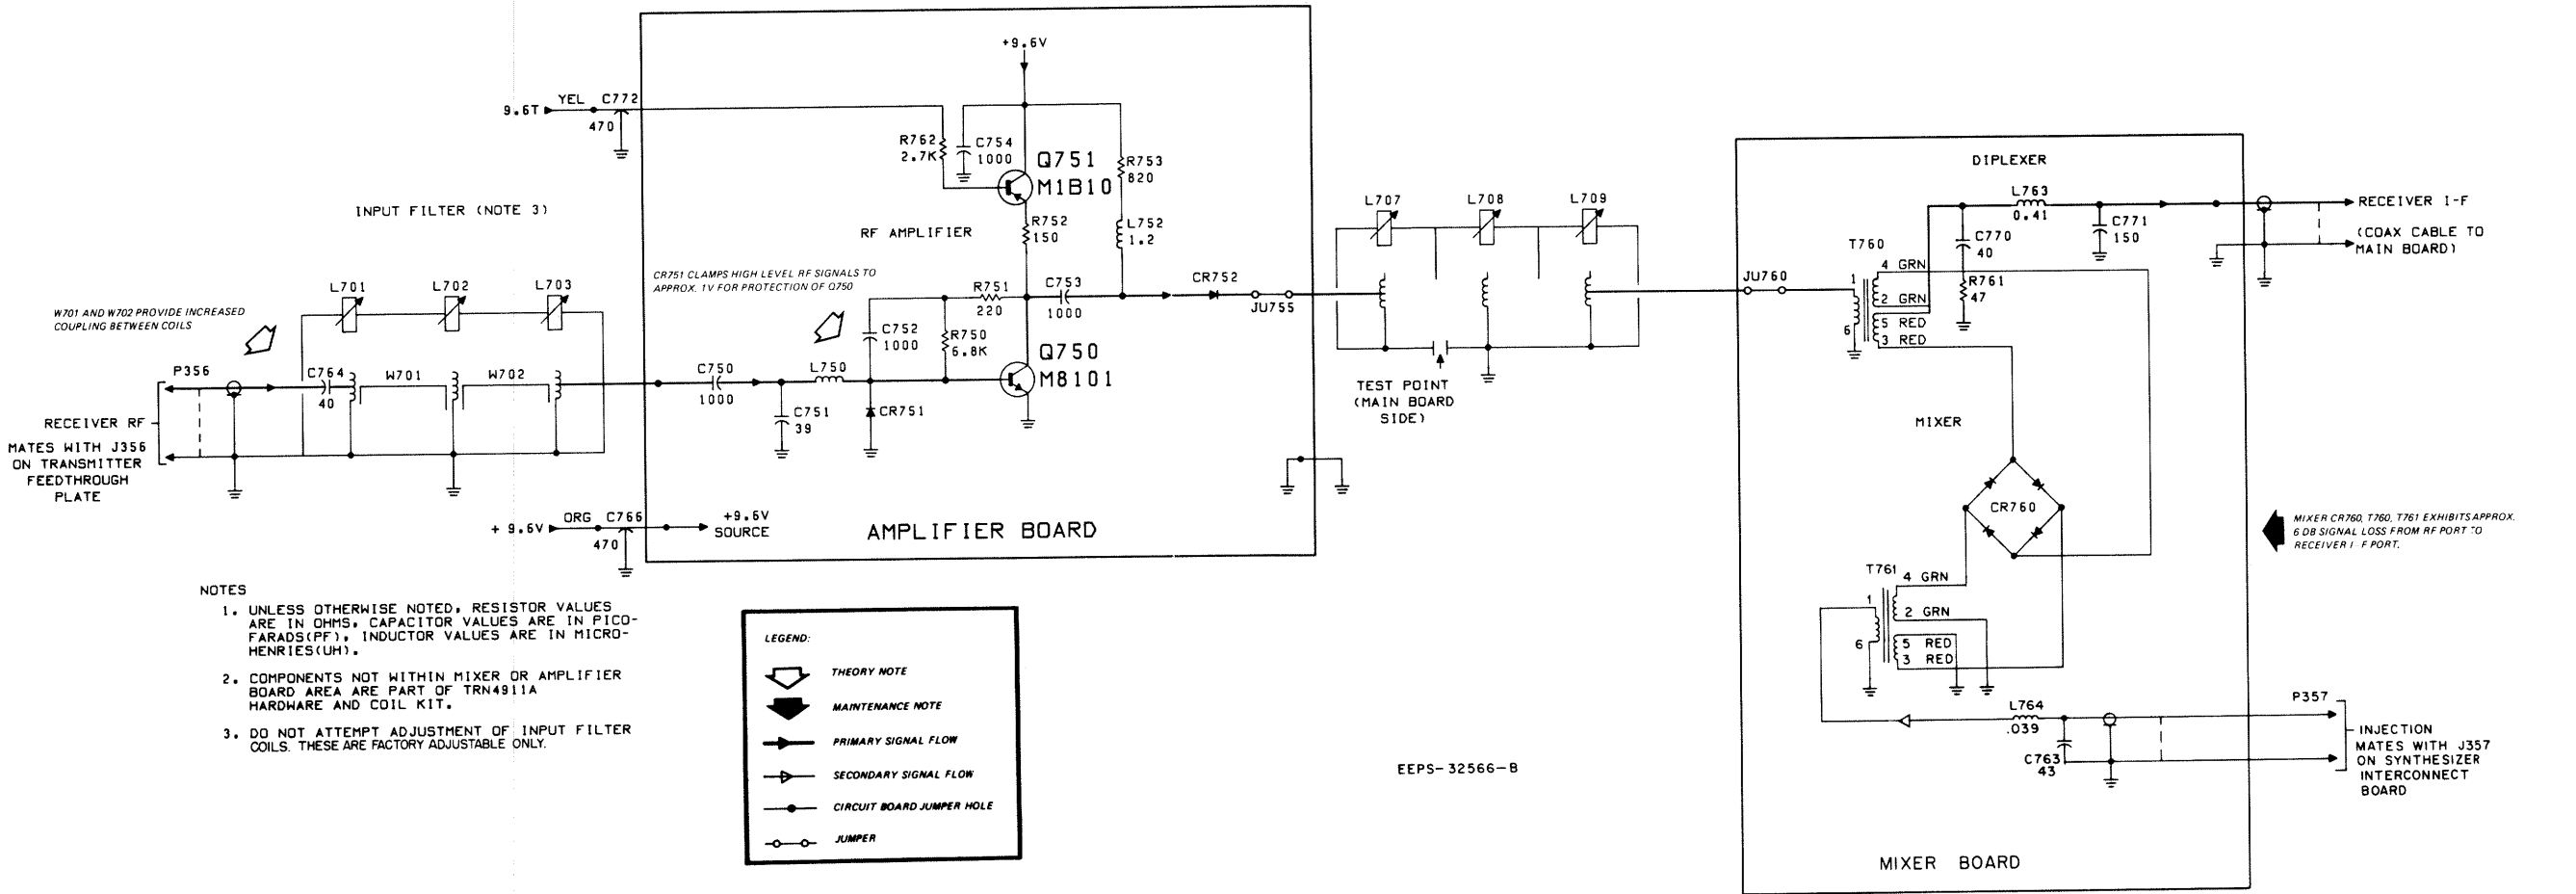 INPUT FILTER (NOTE 3)
W701 AND W702 PROVIDE INCREASED
COUPLING BETWEEN COILS
L701
L702
L703
P356
C764
40
W701
W702
RECEIVER RF
MATES WITH J356
ON TRANSMITTER
FEEDTHROUGH
PLATE
9.6T
YEL
C772
470
+9.6V
R762
2.7K
C754
1000
Q751
M1B10
R753
820
R752
150
L752
1.2
RF AMPLIFIER
CR751 CLAMPS HIGH LEVEL RF SIGNALS TO
APPROX. 1V FOR PROTECTION OF Q750
R751
220
C753
1000
CR752
JU755
C752
1000
R750
6.8K
Q750
M8101
C750
1000
L750
C751
39
CR751
+ 9.6V
ORG
C766
470
+9.6V
SOURCE
AMPLIFIER BOARD
L707
L708
L709
TEST POINT
(MAIN BOARD
SIDE)
DIPLEXER
L763
0.41
C771
150
C770
40
R761
47
RECEIVER I-F
(COAX CABLE TO
MAIN BOARD)
T760
JU760
1
6
4 GRN
2 GRN
5 RED
3 RED
MIXER
CR760
MIXER CR760, T760, T761 EXHIBITS APPROX.
6 DB SIGNAL LOSS FROM RF PORT TO
RECEIVER I F PORT.
T761
1
6
4 GRN
2 GRN
5 RED
3 RED
L764
.039
C763
43
P357
INJECTION
MATES WITH J357
ON SYNTHESIZER
INTERCONNECT
BOARD
MIXER BOARD
NOTES
1. UNLESS OTHERWISE NOTED, RESISTOR VALUES
ARE IN OHMS, CAPACITOR VALUES ARE IN PICO-
FARADS(PF), INDUCTOR VALUES ARE IN MICRO-
HENRIES(UH).
2. COMPONENTS NOT WITHIN MIXER OR AMPLIFIER
BOARD AREA ARE PART OF TRN4911A
HARDWARE AND COIL KIT.
3. DO NOT ATTEMPT ADJUSTMENT OF INPUT FILTER
COILS. THESE ARE FACTORY ADJUSTABLE ONLY.
LEGEND:
THEORY NOTE
MAINTENANCE NOTE
PRIMARY SIGNAL FLOW
SECONDARY SIGNAL FLOW
CIRCUIT BOARD JUMPER HOLE
JUMPER
EEPS-32566-B